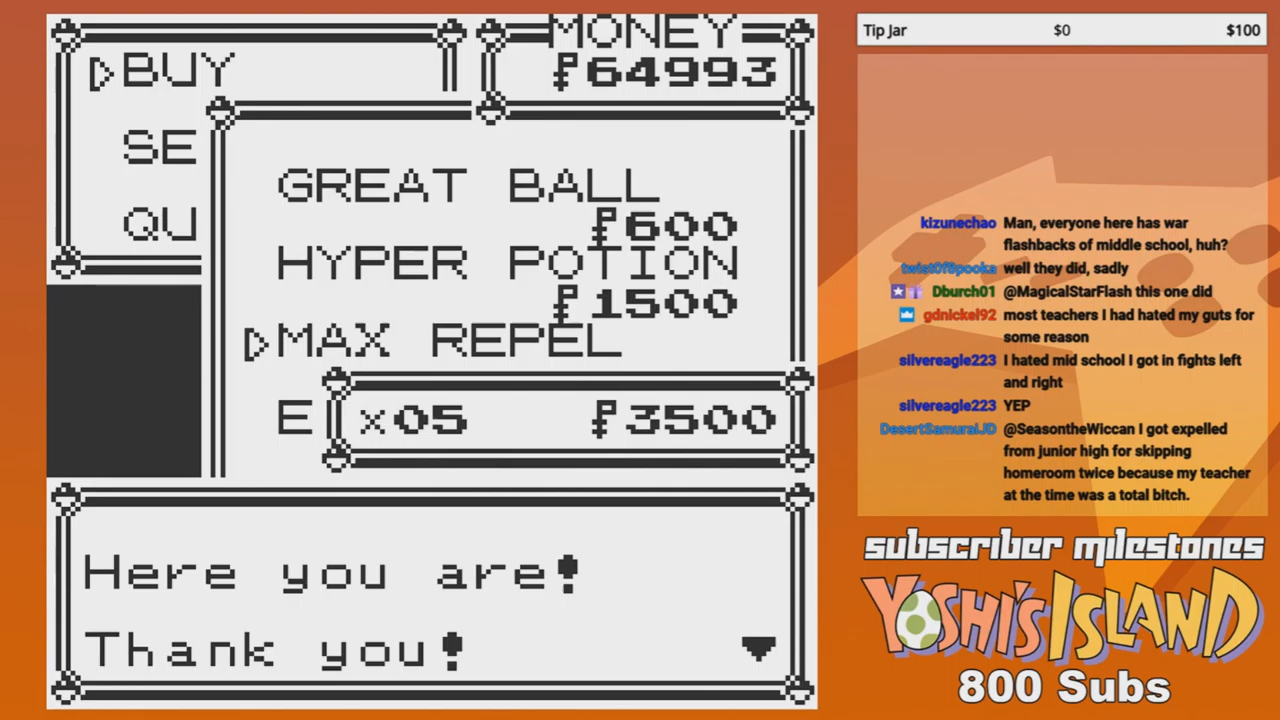 MONEY
▷BUY
₽64993
SE
GREAT BALL
QU
₽600
HYPER POTION
₽1500
▷MAX REPEL
E
×05 ₽3500
Here you are!
Thank you! ▼
Tip Jar $0 $100
kizunechao Man, everyone here has war
flashbacks of middle school, huh?
twist0f8pooka well they did, sadly
Dburch01 @MagicalStarFlash this one did
gdnickel92 most teachers I had hated my guts for
some reason
silvereagle223 I hated mid school I got in fights left
and right
silvereagle223 YEP
DesertSamuraiJD @SeasontheWiccan I got expelled
from junior high for skipping
homeroom twice because my teacher
at the time was a total bitch.
subscriber milestones
YOSHI'S ISLAND
800 Subs